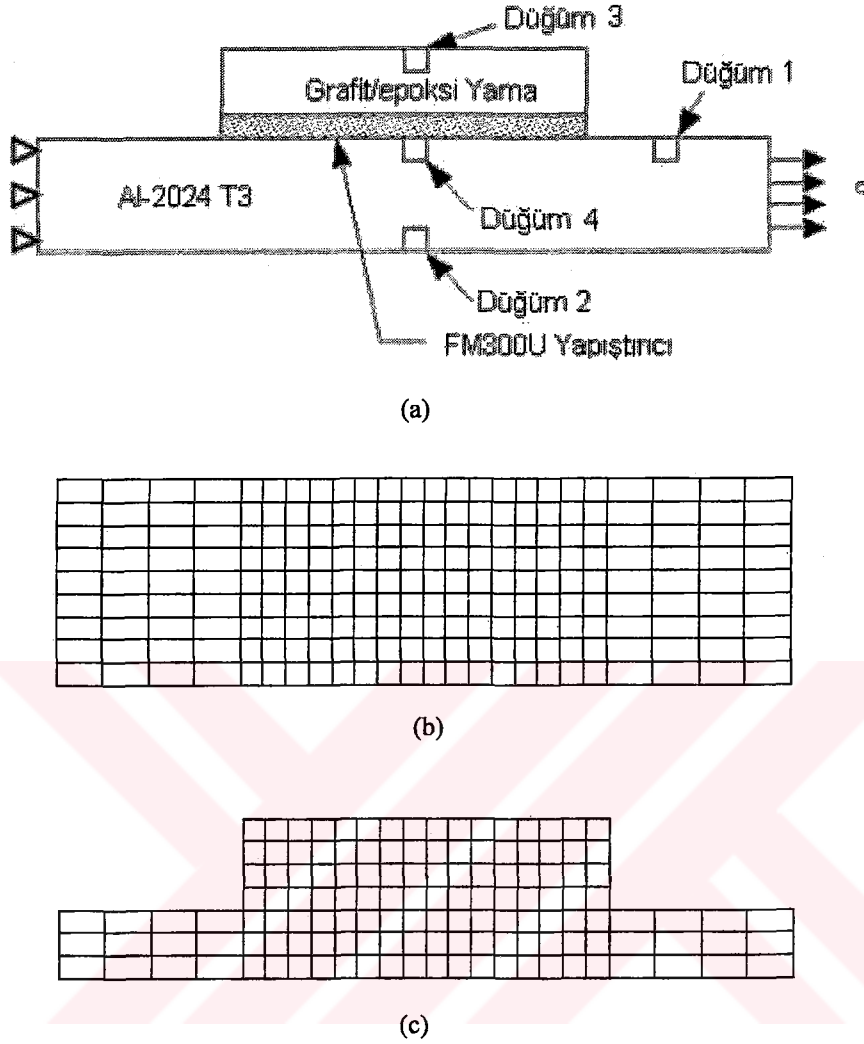 Düğüm 3
Grafit/epoksi Yama
Düğüm 1
Al-2024 T3
Düğüm 4
Düğüm 2
FM300U Yapıştırıcı
(a)
(b)
(c)